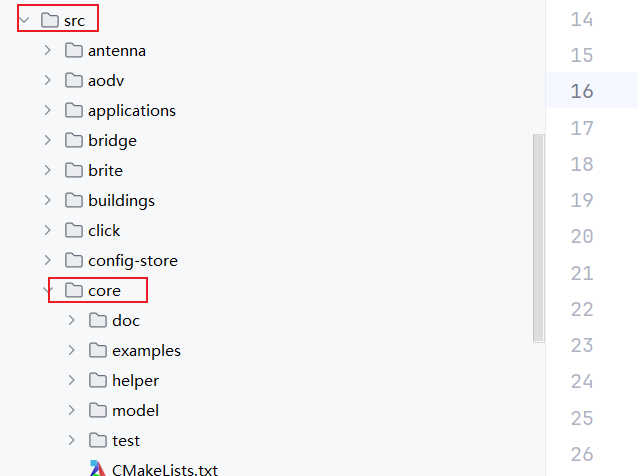 src
antenna
aodv
applications
bridge
brite
buildings
click
config-store
core
doc
examples
helper
model
test
CMakeLists.txt
14
15
16
17
18
19
20
21
22
23
24
25
26